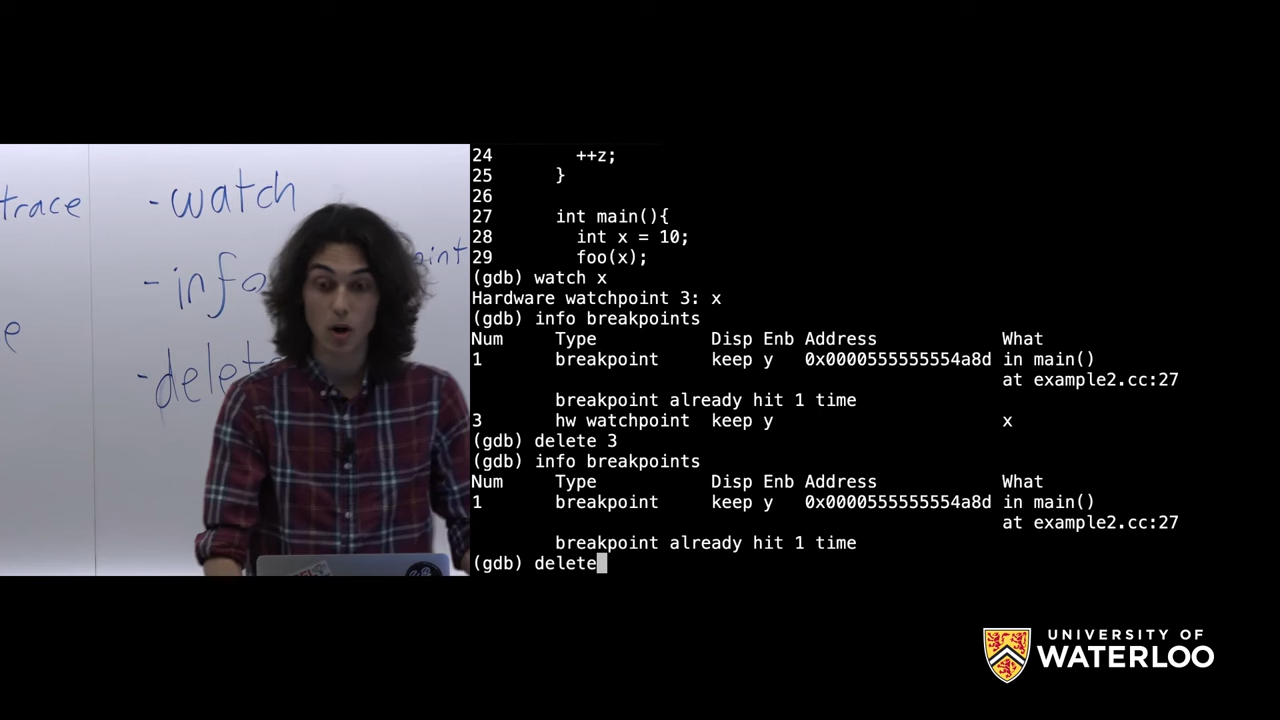 trace
- watch
- info
point
e
- delete
24        ++z;
25      }
26
27      int main(){
28        int x = 10;
29        foo(x);
(gdb) watch x
Hardware watchpoint 3: x
(gdb) info breakpoints
Num     Type           Disp Enb Address            What
1       breakpoint     keep y   0x0000555555554a8d in main()
at example2.cc:27
breakpoint already hit 1 time
3       hw watchpoint  keep y                      x
(gdb) delete 3
(gdb) info breakpoints
Num     Type           Disp Enb Address            What
1       breakpoint     keep y   0x0000555555554a8d in main()
at example2.cc:27
breakpoint already hit 1 time
(gdb) delete
UNIVERSITY OF
WATERLOO